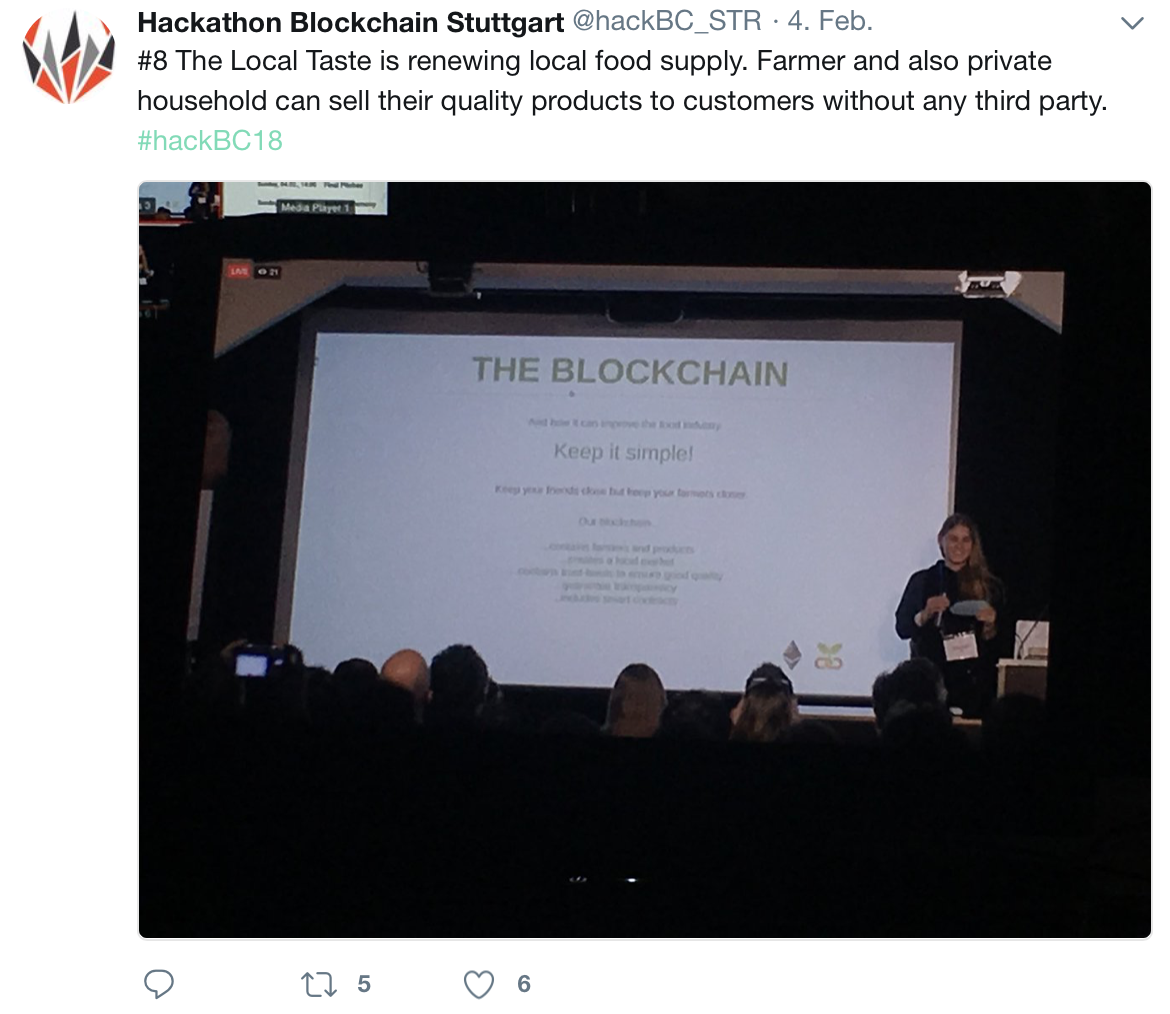 Hackathon Blockchain Stuttgart @hackBC_STR · 4. Feb.
#8 The Local Taste is renewing local food supply. Farmer and also private
household can sell their quality products to customers without any third party.
#hackBC18
Sunday, 04.02., 14:00 Final Pitches
3
Media Player 1
LIVE 21
THE BLOCKCHAIN
And how it can improve the food industry
Keep it simple!
Keep your friends close but keep your farmers closer.
Our blockchain...
...contains farmers and products
...creates a local market
...contains trust-levels to ensure good quality
...guarantees transparency
...includes smart contracts
5
6